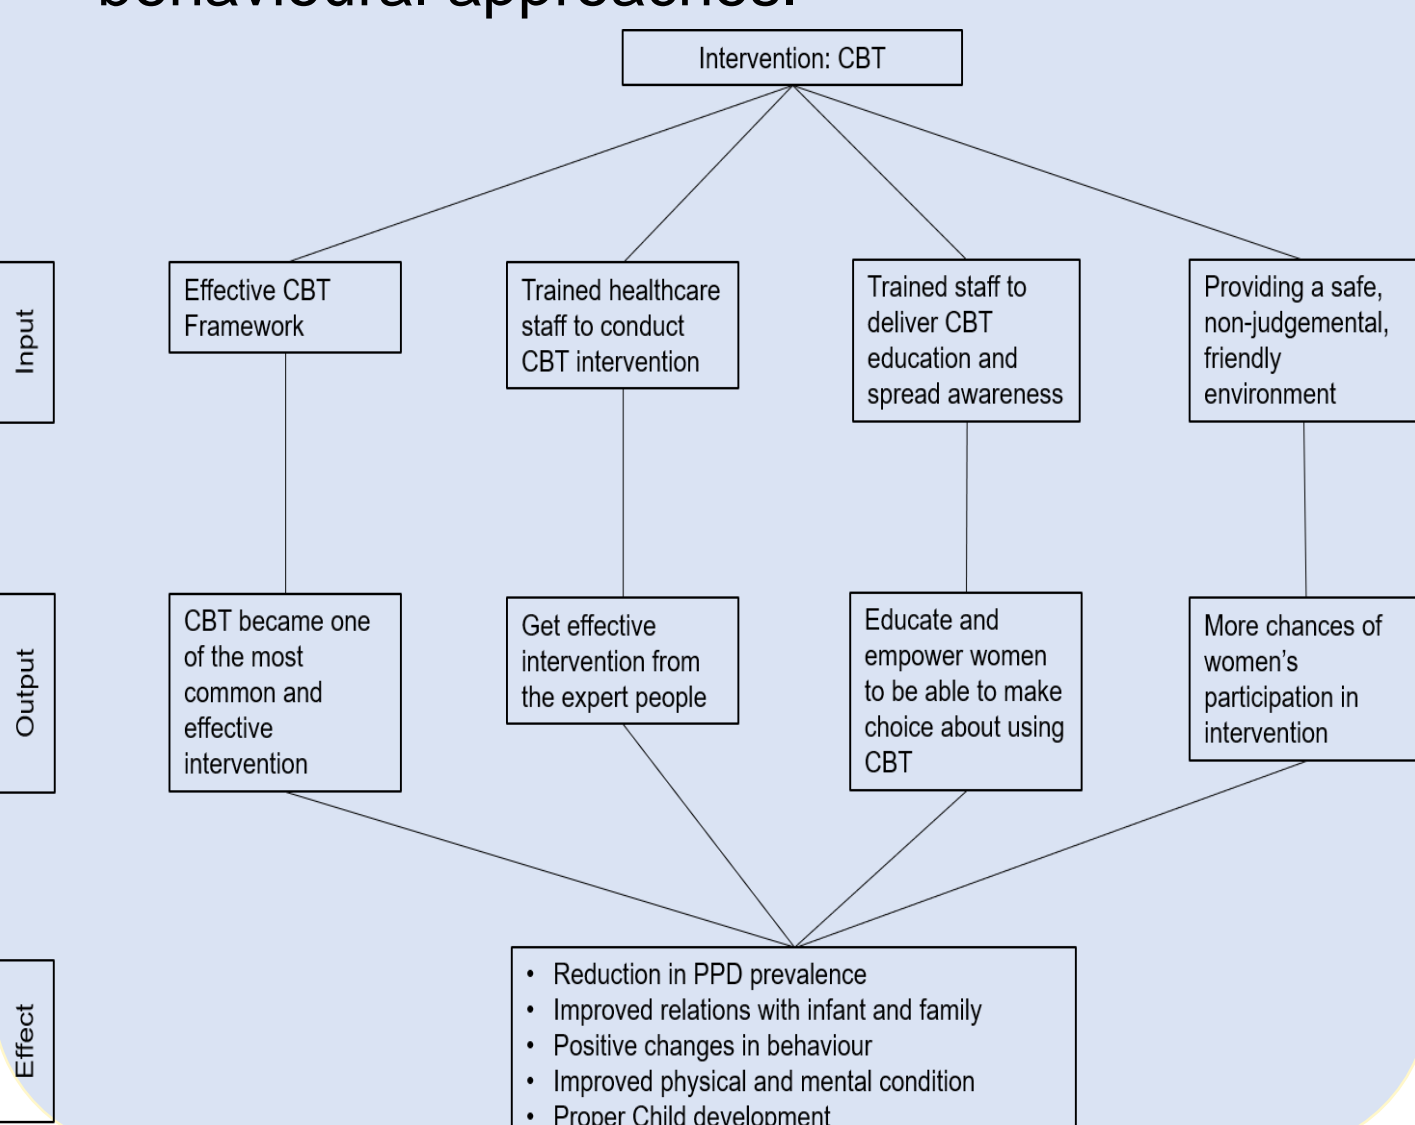 behavioural approaches.
Intervention: CBT
Input
Effective CBT
Framework
Trained healthcare
staff to conduct
CBT intervention
Trained staff to
deliver CBT
education and
spread awareness
Providing a safe,
non-judgemental,
friendly
environment
Output
CBT became one
of the most
common and
effective
intervention
Get effective
intervention from
the expert people
Educate and
empower women
to be able to make
choice about using
CBT
More chances of
women’s
participation in
intervention
Effect
• Reduction in PPD prevalence
• Improved relations with infant and family
• Positive changes in behaviour
• Improved physical and mental condition
• Proper Child development